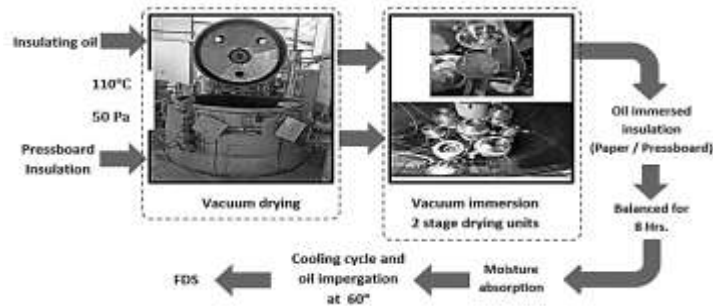 Insulating oil
110°C
50 Pa
Pressboard
Insulation
Vacuum drying
Vacuum immersion
2 stage drying units
Oil immersed
insulation
(Paper / Pressboard)
Balanced for
8 Hrs.
Moisture
absorption
Cooling cycle and
oil impergation
at 60°
FDS